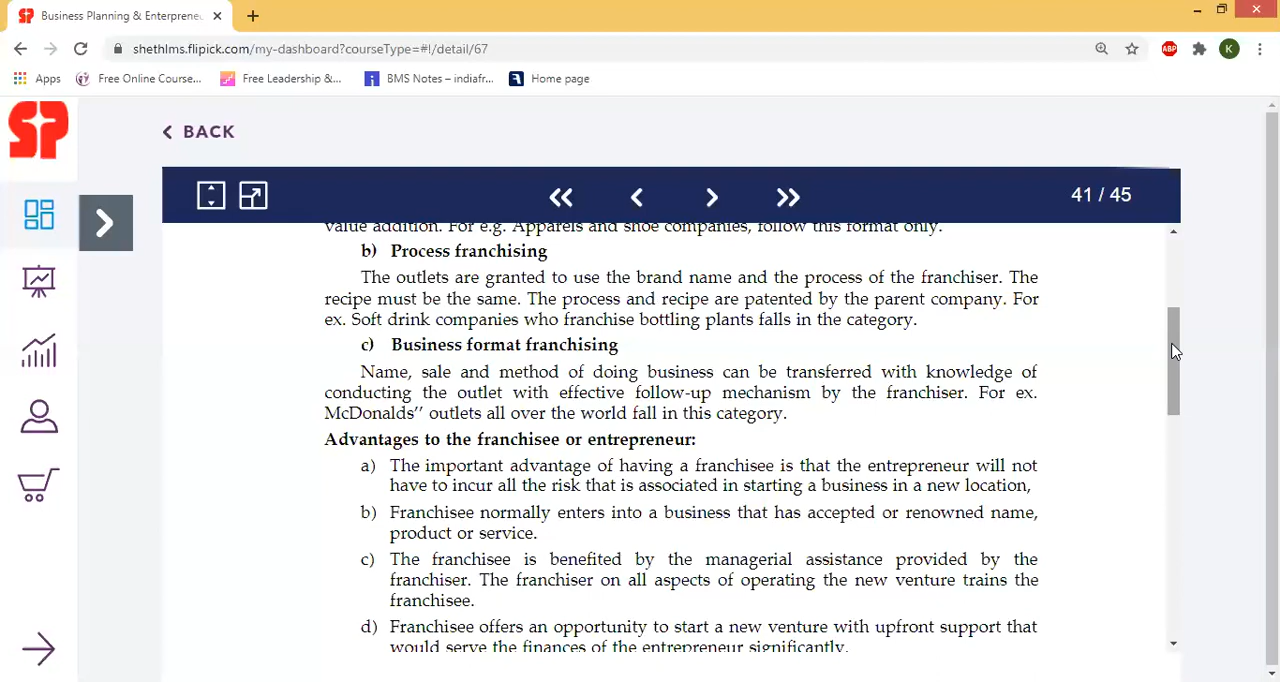 Business Planning & Enterprene
shethlms.flipick.com/my-dashboard?courseType=#!/detail/67
ABP
K
Apps
Free Online Course...
Free Leadership &...
BMS Notes – indiafr...
Home page
SP
BACK
41 / 45
value addition. For e.g. Apparels and shoe companies, follow this format only.
b) Process franchising
The outlets are granted to use the brand name and the process of the franchiser. The
recipe must be the same. The process and recipe are patented by the parent company. For
ex. Soft drink companies who franchise bottling plants falls in the category.
c) Business format franchising
Name, sale and method of doing business can be transferred with knowledge of
conducting the outlet with effective follow-up mechanism by the franchiser. For ex.
McDonalds’’ outlets all over the world fall in this category.
Advantages to the franchisee or entrepreneur:
a) The important advantage of having a franchisee is that the entrepreneur will not
have to incur all the risk that is associated in starting a business in a new location,
b) Franchisee normally enters into a business that has accepted or renowned name,
product or service.
c) The franchisee is benefited by the managerial assistance provided by the
franchiser. The franchiser on all aspects of operating the new venture trains the
franchisee.
d) Franchisee offers an opportunity to start a new venture with upfront support that
would serve the finances of the entrepreneur significantly.